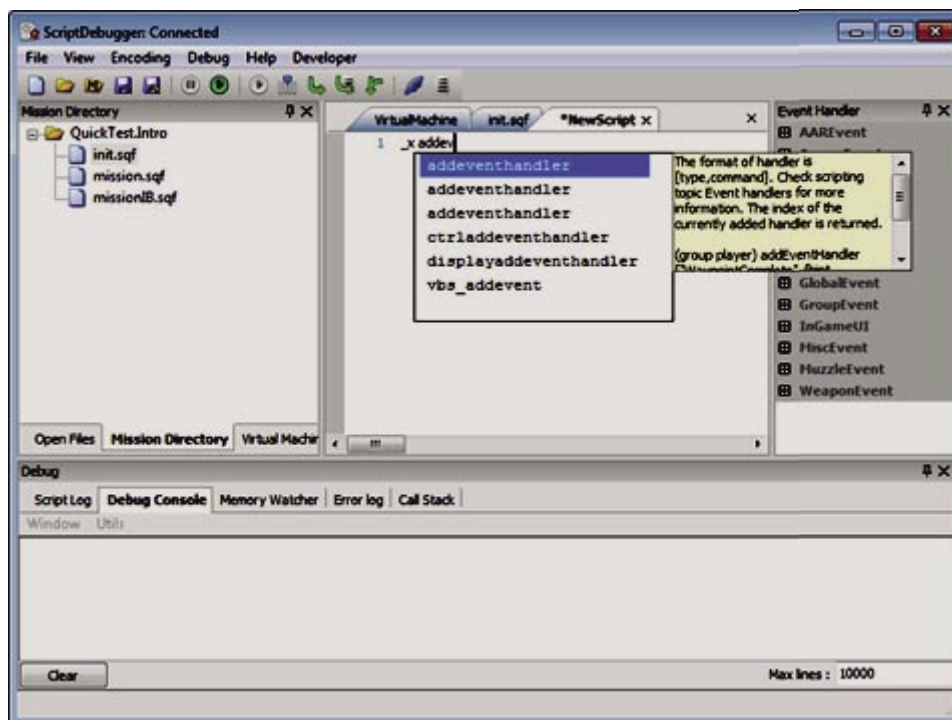 ScriptDebugger: Connected
File View Encoding Debug Help Developer
Mission Directory
QuickTest.Intro
init.sqf
mission.sqf
missionIB.sqf
Open Files Mission Directory Virtual Machin
VirtualMachine init.sqf *NewScript x
1 _x addev
addeventhandler
addeventhandler
addeventhandler
ctrladdeventhandler
displayaddeventhandler
vbs_addevent
The format of handler is
[type,command]. Check scripting
topic Event handlers for more
information. The index of the
currently added handler is returned.
(group player) addEventHandler
["WaypointComplete", Print
Event Handler
AAREvent
GlobalEvent
GroupEvent
InGameUI
MiscEvent
MuzzleEvent
WeaponEvent
Debug
Script Log Debug Console Memory Watcher Error log Call Stack
Window Utils
Clear
Max lines : 10000